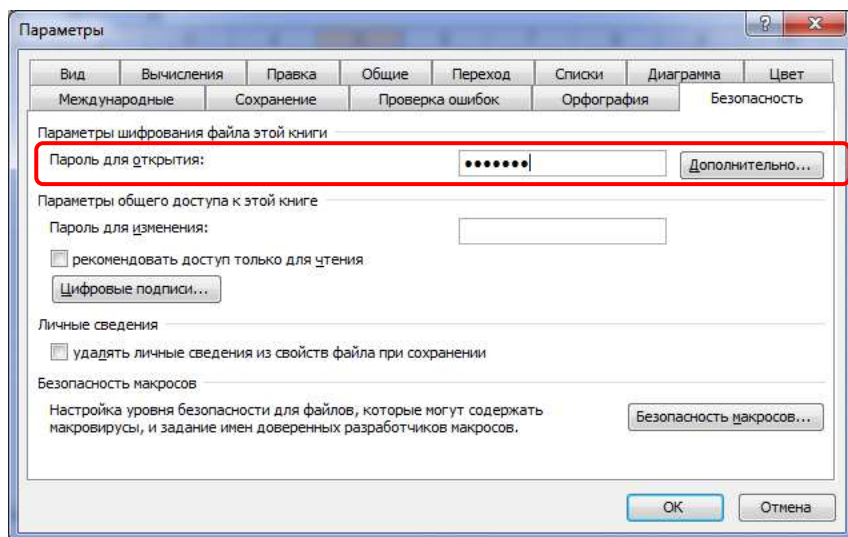 Параметры
Вид Вычисления Правка Общие Переход Списки Диаграмма Цвет
Международные Сохранение Проверка ошибок Орфография Безопасность
Параметры шифрования файла этой книги
Пароль для открытия: ••••••• Дополнительно...
Параметры общего доступа к этой книге
Пароль для изменения:
рекомендовать доступ только для чтения
Цифровые подписи...
Личные сведения
удалять личные сведения из свойств файла при сохранении
Безопасность макросов
Настройка уровня безопасности для файлов, которые могут содержать
макровирусы, и задание имен доверенных разработчиков макросов.
Безопасность макросов...
ОК Отмена